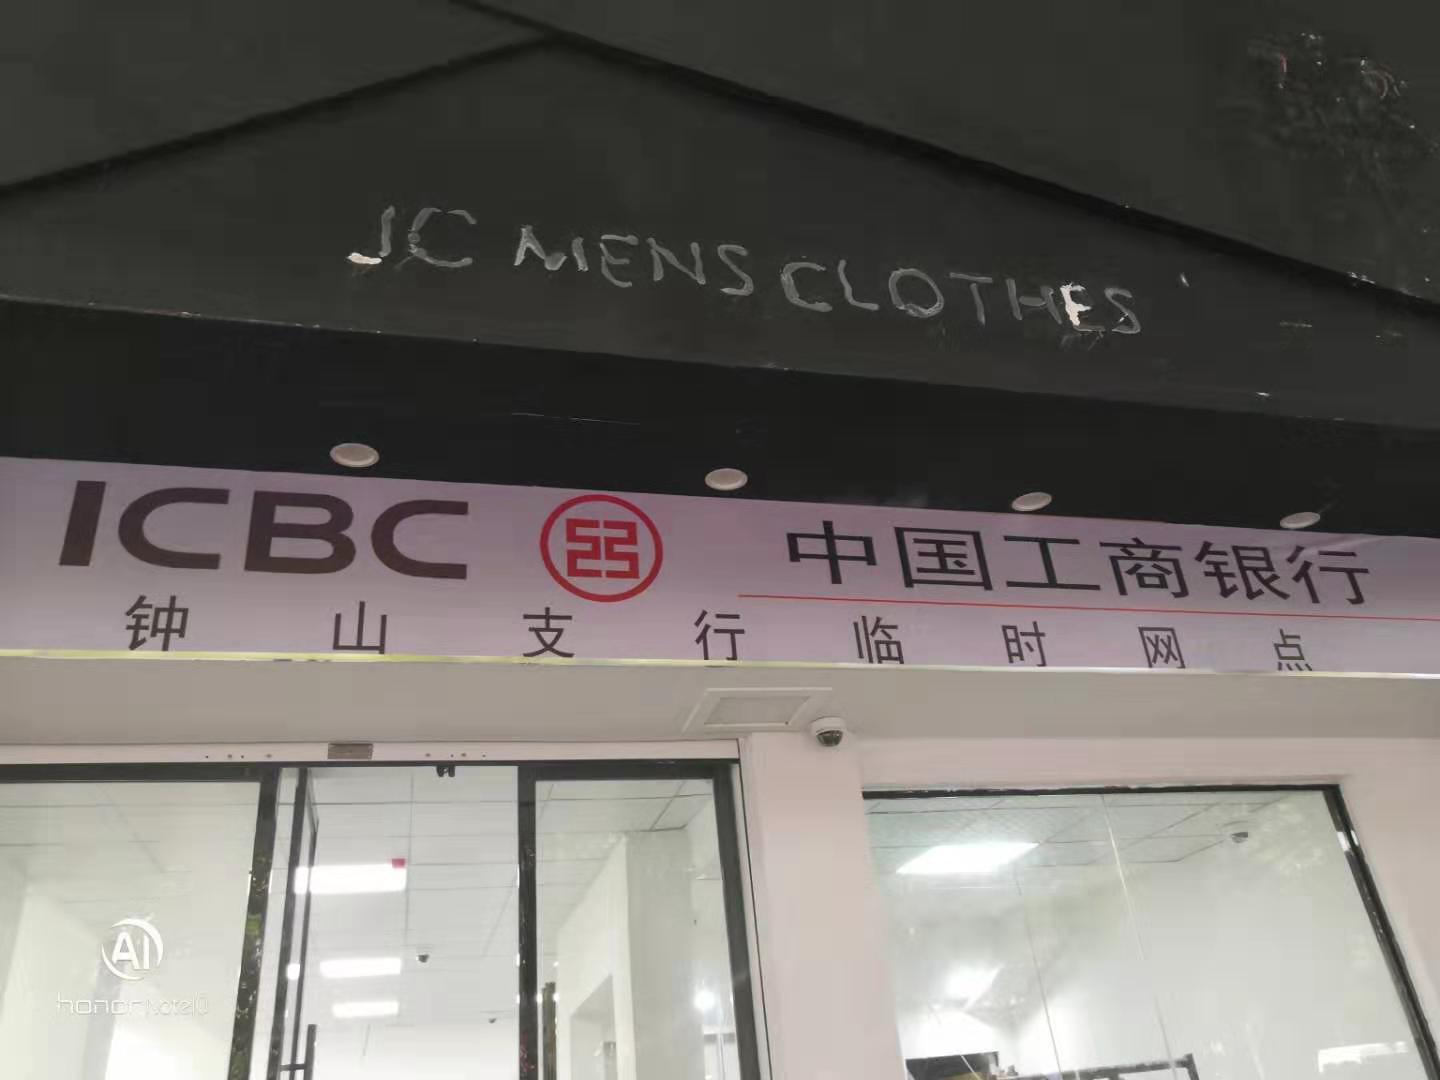 JC MENS CLOTHES
ICBC 中国工商银行
钟山支行临时网点
AI
honor Note10